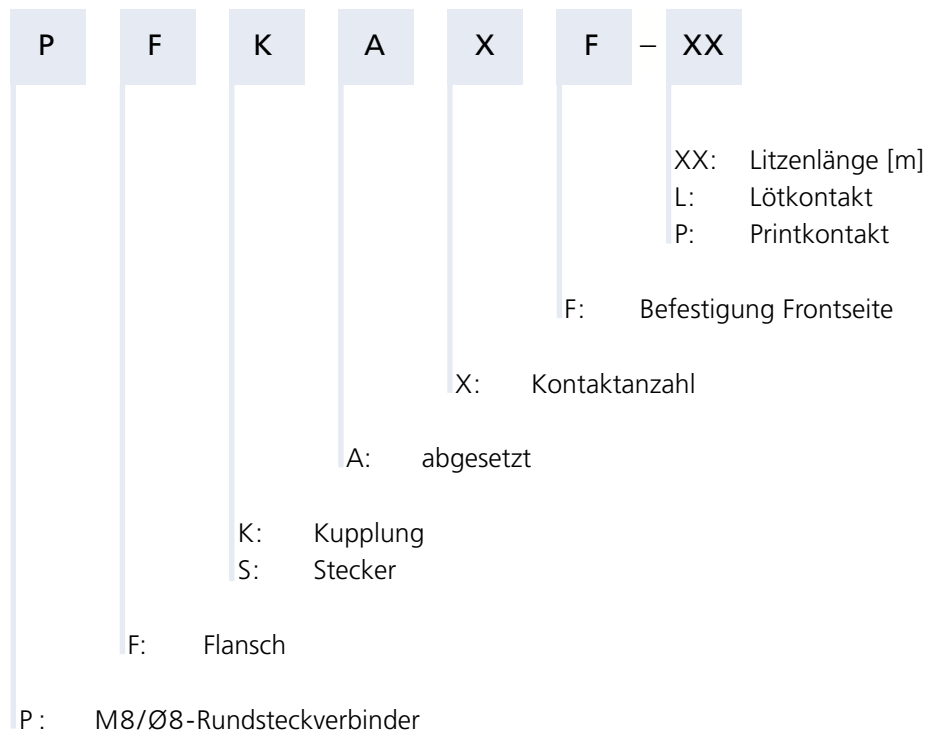 P F K A X F – XX
XX: Litzenlänge [m]
L: Lötkontakt
P: Printkontakt
F: Befestigung Frontseite
X: Kontaktanzahl
A: abgesetzt
K: Kupplung
S: Stecker
F: Flansch
P: M8/Ø8-Rundsteckverbinder